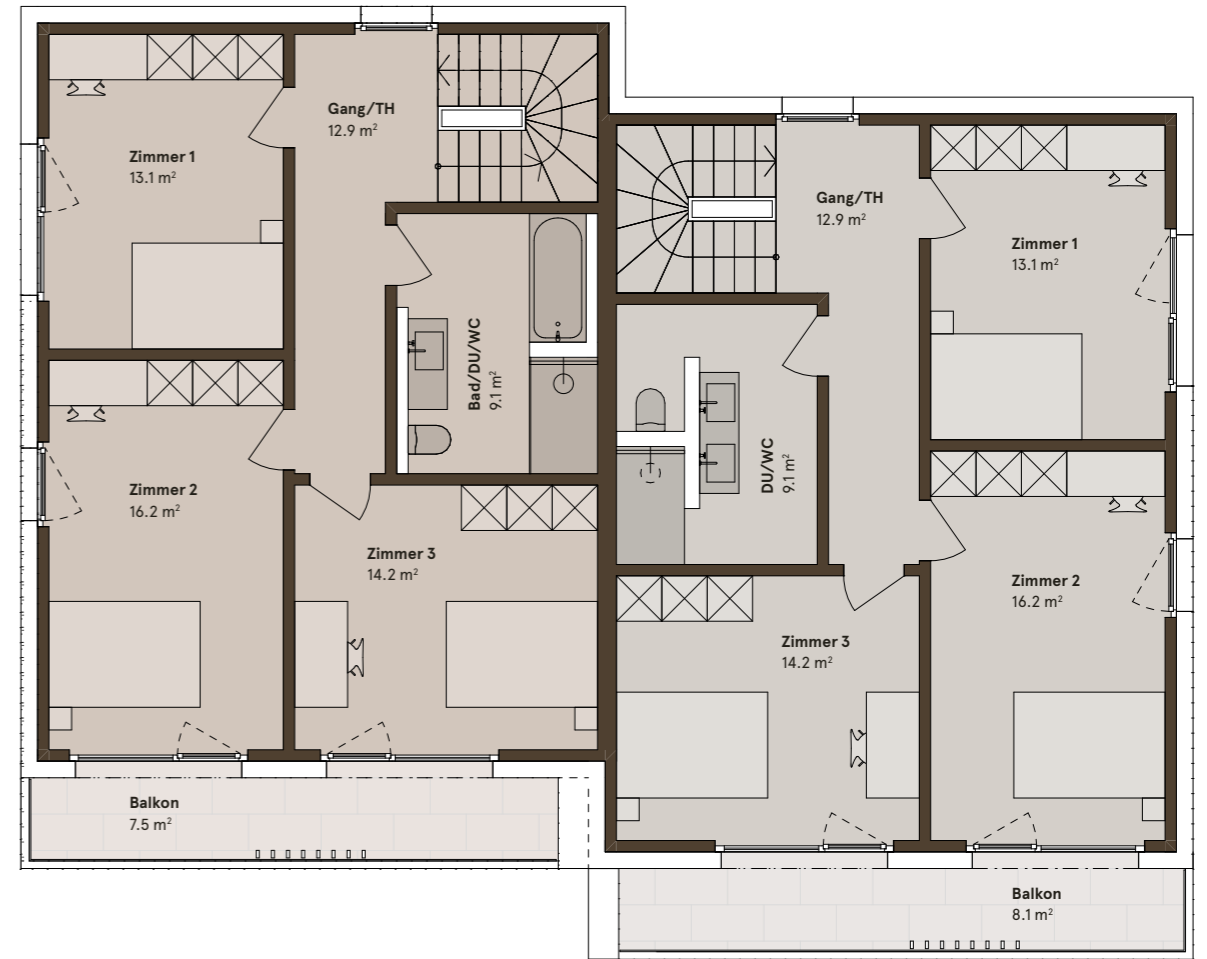 Gang/TH
12.9 m²
Zimmer 1
13.1 m²
Bad/DU/WC
9.1 m²
Zimmer 2
16.2 m²
Zimmer 3
14.2 m²
Balkon
7.5 m²
Gang/TH
12.9 m²
Zimmer 1
13.1 m²
DU/WC
9.1 m²
Zimmer 2
16.2 m²
Zimmer 3
14.2 m²
Balkon
8.1 m²